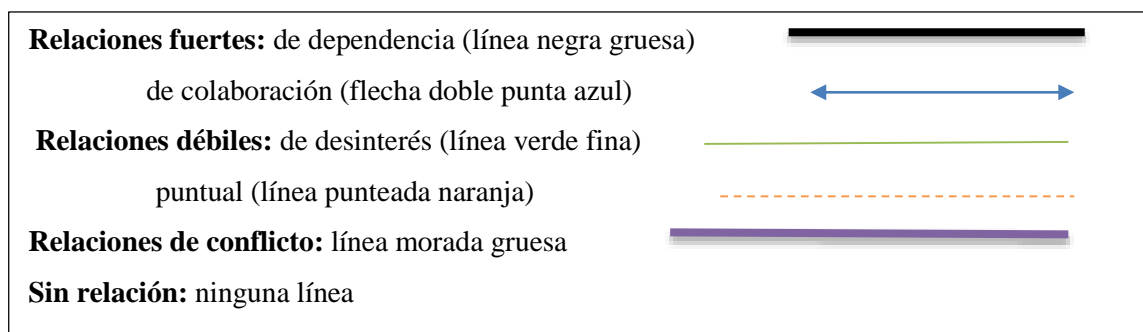 Relaciones fuertes: de dependencia (línea negra gruesa)
de colaboración (flecha doble punta azul)
Relaciones débiles: de desinterés (línea verde fina)
puntual (línea punteada naranja)
Relaciones de conflicto: línea morada gruesa
Sin relación: ninguna línea